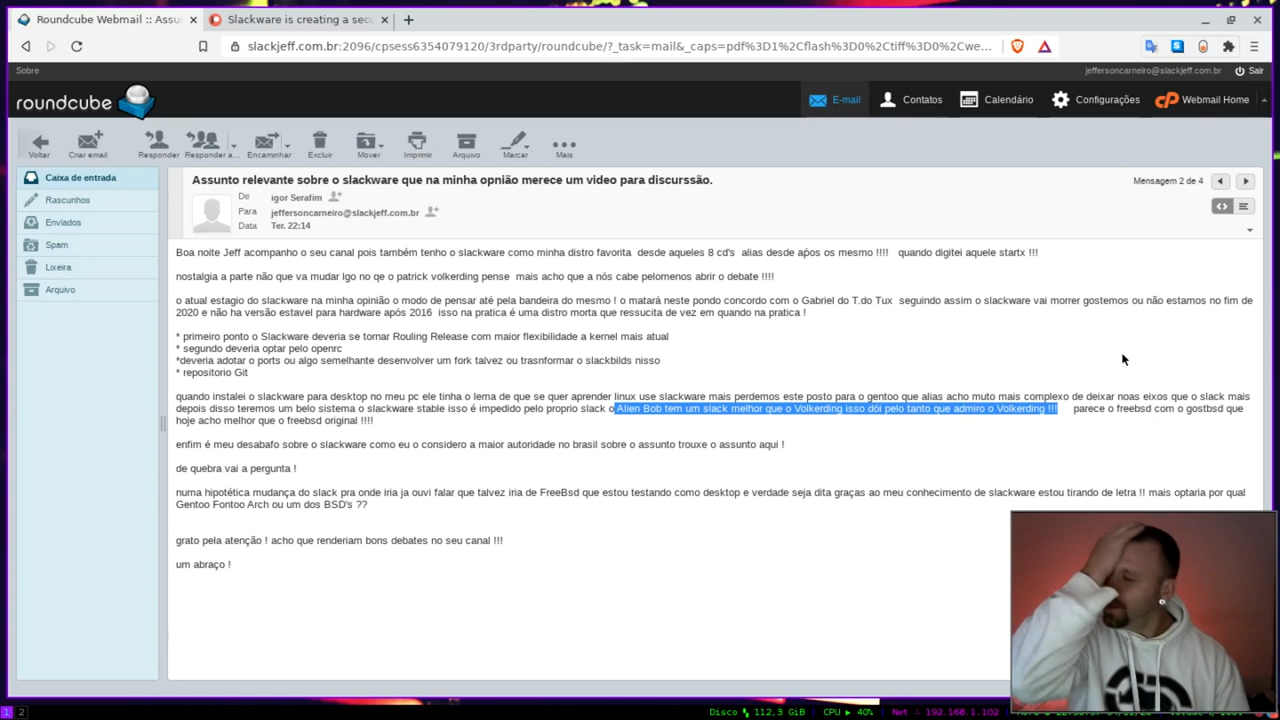 Roundcube Webmail :: Assu
Slackware is creating a sec
slackjeff.com.br:2096/cpsess6354079120/3rdparty/roundcube/?_task=mail&_caps=pdf%3D1%2Cflash%3D0%2Ctiff%3D0%2Cwe...
Sobre
jeffersoncarneiro@slackjeff.com.br
Sair
roundcube
E-mail
Contatos
Calendário
Configurações
cP Webmail Home
Voltar
Criar email
Responder
Responder a...
Encaminhar
Excluir
Mover
Imprimir
Arquivo
Marcar
Mais
Caixa de entrada
Rascunhos
Enviados
Spam
Lixeira
Arquivo
Assunto relevante sobre o slackware que na minha opnião merece um video para discurssão.
Mensagem 2 de 4
De igor Serafim
Para jeffersoncarneiro@slackjeff.com.br
Data Ter. 22:14
Boa noite Jeff acompanho o seu canal pois também tenho o slackware como minha distro favorita desde aqueles 8 cd's alias desde aṕos os mesmo !!!! quando digitei aquele startx !!!
nostalgia a parte não que va mudar lgo no qe o patrick volkerding pense mais acho que a nós cabe pelomenos abrir o debate !!!!
o atual estagio do slackware na minha opinião o modo de pensar até pela bandeira do mesmo ! o matará neste pondo concordo com o Gabriel do T.do Tux seguindo assim o slackware vai morrer gostemos ou não estamos no fim de
2020 e não ha versão estavel para hardware após 2016 isso na pratica é uma distro morta que ressucita de vez em quando na pratica !
* primeiro ponto o Slackware deveria se tornar Rouling Release com maior flexibilidade a kernel mais atual
* segundo deveria optar pelo openrc
*deveria adotar o ports ou algo semelhante desenvolver um fork talvez ou trasnformar o slackbilds nisso
* repositorio Git
quando instalei o slackware para desktop no meu pc ele tinha o lema de que se quer aprender linux use slackware mais perdemos este posto para o gentoo que alias acho muto mais complexo de deixar noas eixos que o slack mais
depois disso teremos um belo sistema o slackware stable isso é impedido pelo proprio slack o Alien Bob tem um slack melhor que o Volkerding isso dói pelo tanto que admiro o Volkerding !!! parece o freebsd com o gostbsd que
hoje acho melhor que o freebsd original !!!!
enfim é meu desabafo sobre o slackware como eu o considero a maior autoridade no brasil sobre o assunto trouxe o assunto aqui !
de quebra vai a pergunta !
numa hipotética mudança do slack pra onde iria ja ouvi falar que talvez iria de FreeBsd que estou testando como desktop e verdade seja dita graças ao meu conhecimento de slackware estou tirando de letra !! mais optaria por qual
Gentoo Fontoo Arch ou um dos BSD's ??
grato pela atenção ! acho que renderiam bons debates no seu canal !!!
um abraço !
1 2
Disco 112,3 GiB CPU 40% Net 192.168.1.102